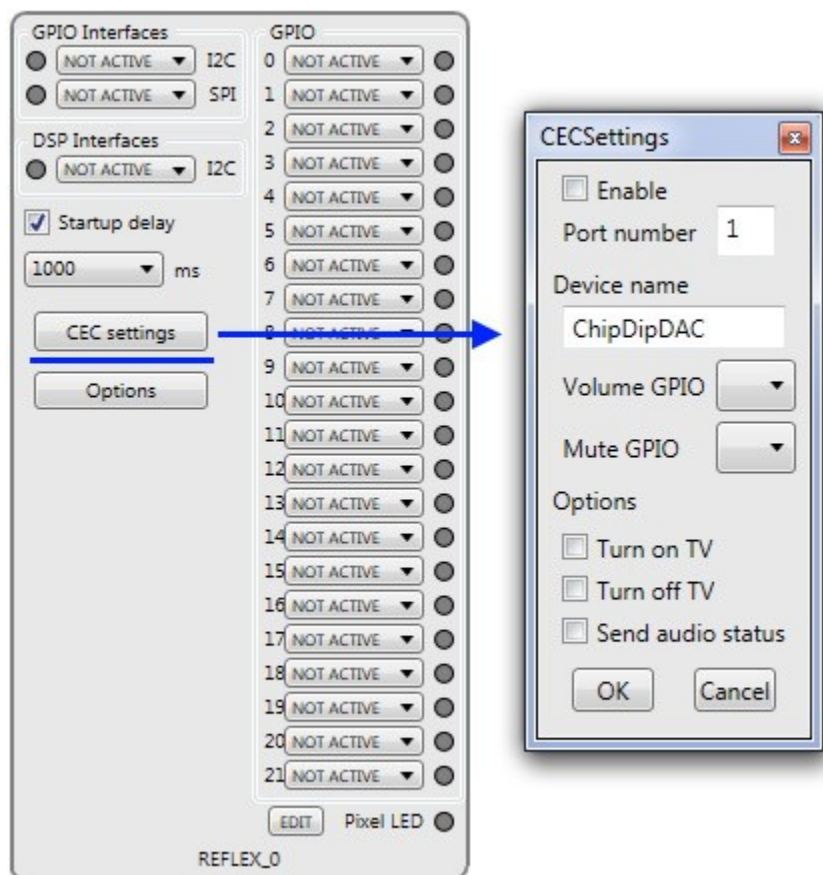 GPIO Interfaces
NOT ACTIVE I2C
NOT ACTIVE SPI
DSP Interfaces
NOT ACTIVE I2C
Startup delay
1000 ms
CEC settings
Options
GPIO
0 NOT ACTIVE
1 NOT ACTIVE
2 NOT ACTIVE
3 NOT ACTIVE
4 NOT ACTIVE
5 NOT ACTIVE
6 NOT ACTIVE
7 NOT ACTIVE
8 NOT ACTIVE
9 NOT ACTIVE
10 NOT ACTIVE
11 NOT ACTIVE
12 NOT ACTIVE
13 NOT ACTIVE
14 NOT ACTIVE
15 NOT ACTIVE
16 NOT ACTIVE
17 NOT ACTIVE
18 NOT ACTIVE
19 NOT ACTIVE
20 NOT ACTIVE
21 NOT ACTIVE
EDIT Pixel LED
REFLEX_0
CECSettings
Enable
Port number 1
Device name
ChipDipDAC
Volume GPIO
Mute GPIO
Options
Turn on TV
Turn off TV
Send audio status
OK Cancel